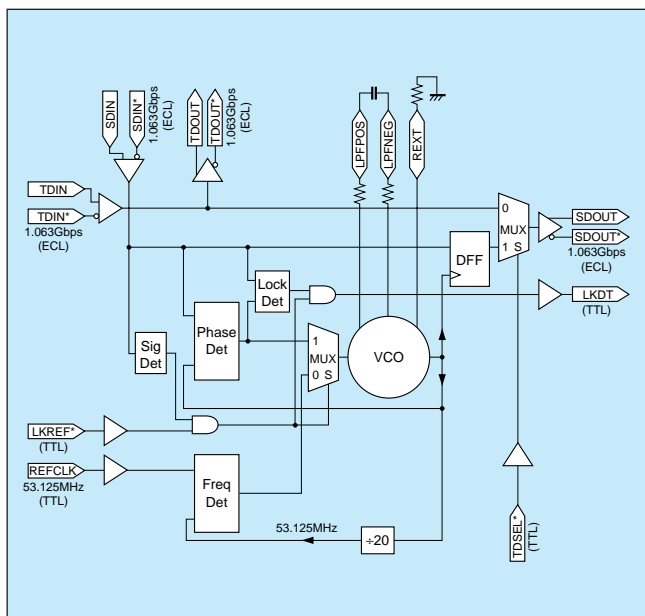 SDIN
SDIN*
1.063Gbps
(ECL)
TDOUT
TDOUT*
1.063Gbps
(ECL)
LPFPOS
LPFNEG
REXT
TDIN
TDIN*
1.063Gbps
(ECL)
0
MUX
1 S
SDOUT
SDOUT*
1.063Gbps
(ECL)
DFF
Lock
Det
LKDT
(TTL)
Phase
Det
Sig
Det
1
MUX
0 S
VCO
LKREF*
(TTL)
REFCLK
53.125MHz
(TTL)
Freq
Det
53.125MHz
÷20
TDSEL*
(TTL)